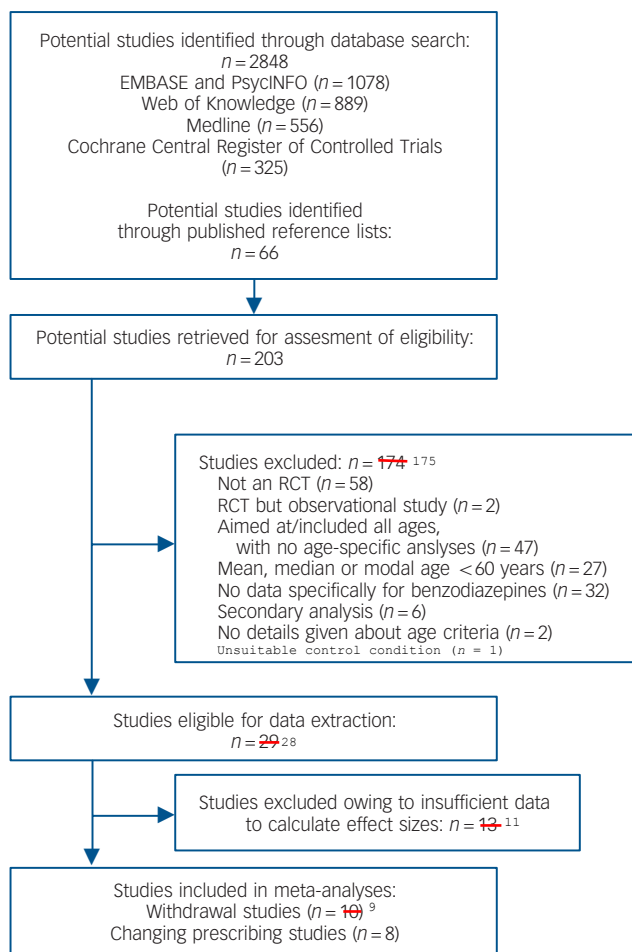 Potential studies identified through database search:
n = 2848
EMBASE and PsycINFO (n = 1078)
Web of Knowledge (n = 889)
Medline (n = 556)
Cochrane Central Register of Controlled Trials
(n = 325)
Potential studies identified
through published reference lists:
n = 66
Potential studies retrieved for assesment of eligibility:
n = 203
Studies excluded: n = 174 175
Not an RCT (n = 58)
RCT but observational study (n = 2)
Aimed at/included all ages,
with no age-specific anslyses (n = 47)
Mean, median or modal age <60 years (n = 27)
No data specifically for benzodiazepines (n = 32)
Secondary analysis (n = 6)
No details given about age criteria (n = 2)
Unsuitable control condition (n = 1)
Studies eligible for data extraction:
n = 29 28
Studies excluded owing to insufficient data
to calculate effect sizes: n = 13 11
Studies included in meta-analyses:
Withdrawal studies (n = 10) 9
Changing prescribing studies (n = 8)